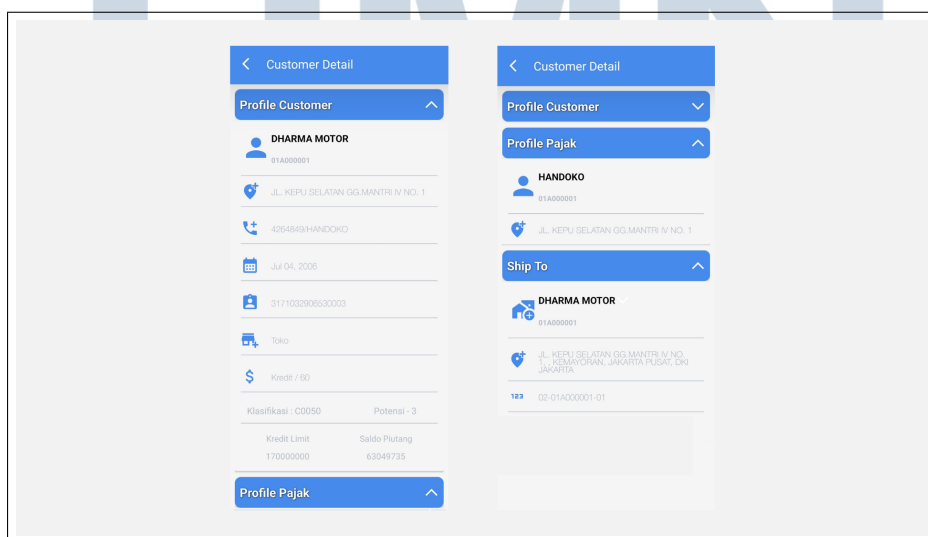 Customer Detail
Profile Customer
DHARMA MOTOR
01A000001
JL. KEPU SELATAN GG.MANTRI IV NO. 1
4264849/HANDOKO
Jul 04, 2006
3171032906530003
Toko
Kredit / 60
Klasifikasi : C0050 Potensi - 3
Kredit Limit Saldo Piutang
170000000 63049735
Profile Pajak
Customer Detail
Profile Customer
Profile Pajak
HANDOKO
01A000001
JL. KEPU SELATAN GG.MANTRI IV NO. 1
Ship To
DHARMA MOTOR
01A000001
JL. KEPU SELATAN GG.MANTRI IV NO.
1, , KEMAYORAN, JAKARTA PUSAT, DKI
JAKARTA
123 02-01A000001-01